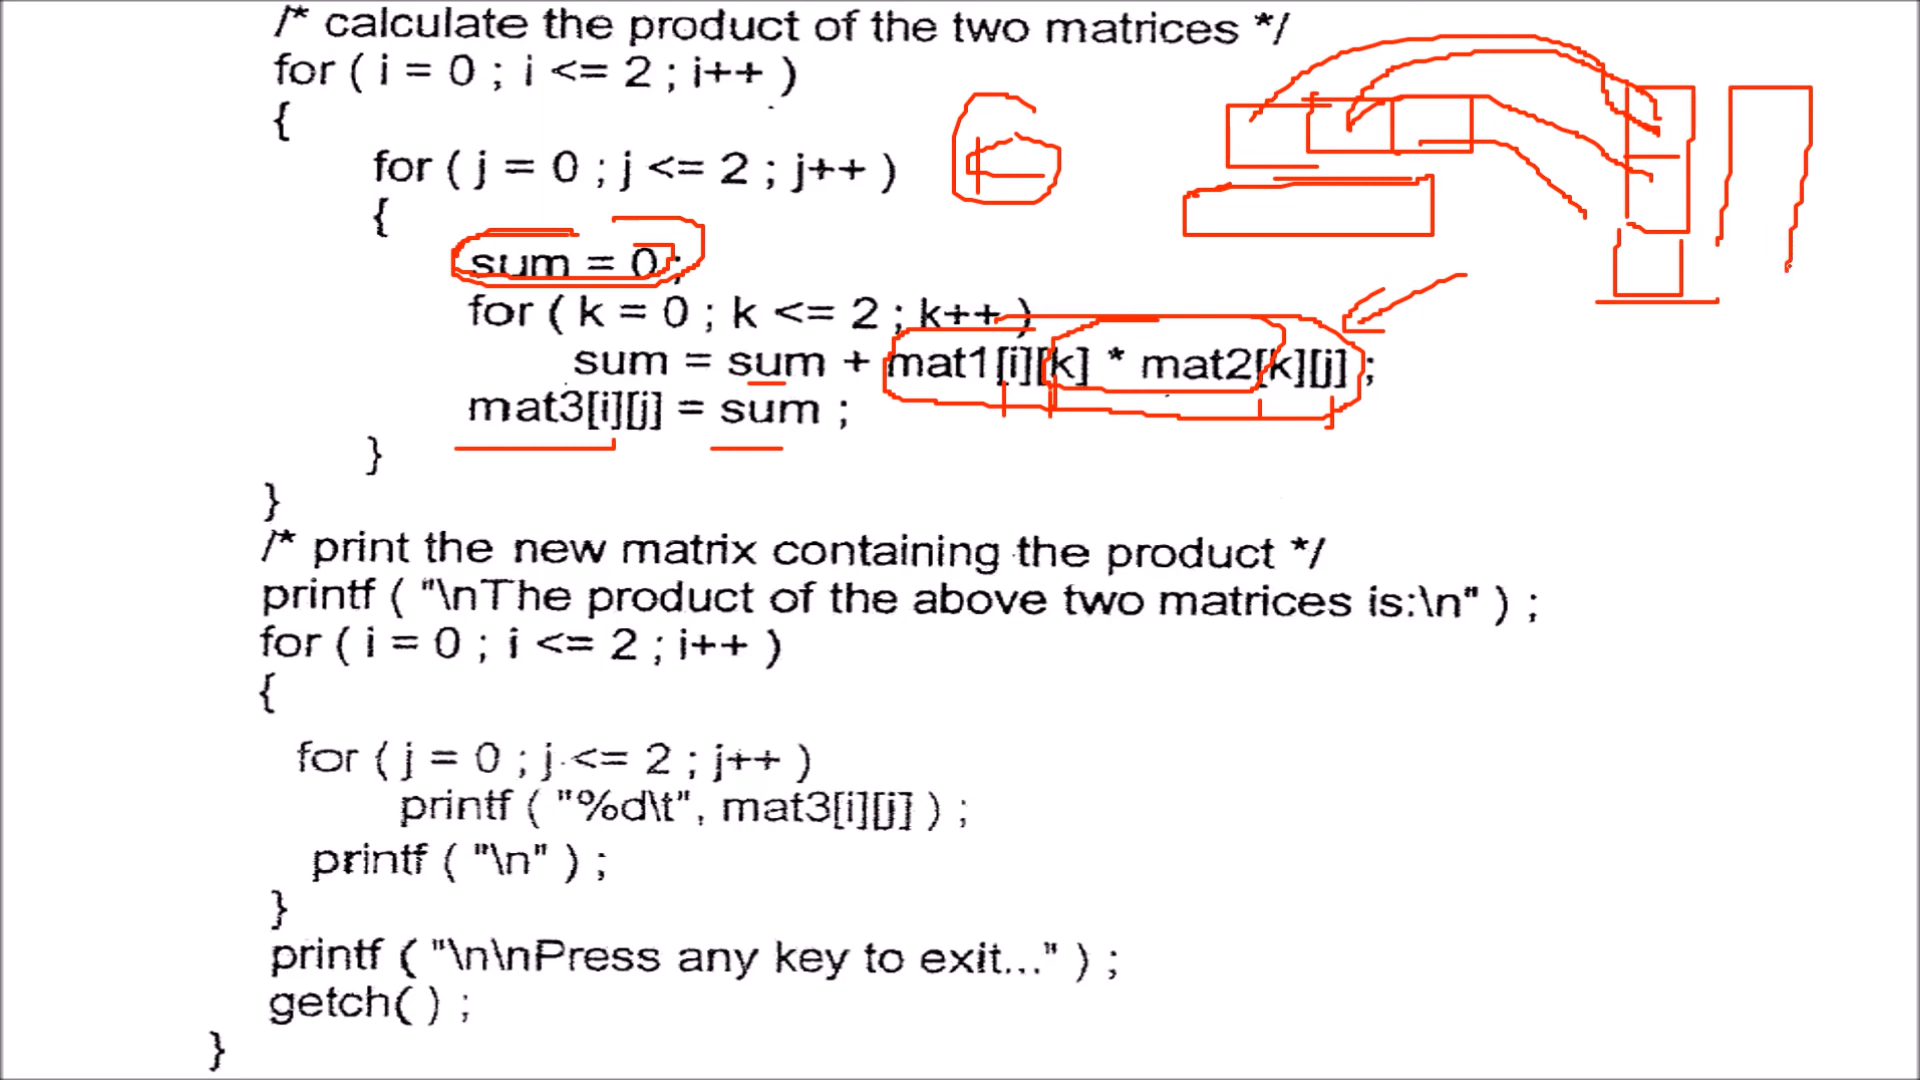 /* calculate the product of the two matrices */
for ( i = 0 ; i <= 2 ; i++ )
{
for ( j = 0 ; j <= 2 ; j++ )
{
sum = 0 ;
for ( k = 0 ; k <= 2 ; k++ )
sum = sum + mat1[i][k] * mat2[k][j] ;
mat3[i][j] = sum ;
}
}
/* print the new matrix containing the product */
printf ( "\nThe product of the above two matrices is:\n" ) ;
for ( i = 0 ; i <= 2 ; i++ )
{
for ( j = 0 ; j <= 2 ; j++ )
printf ( "%d\t", mat3[i][j] ) ;
printf ( "\n" ) ;
}
printf ( "\n\nPress any key to exit..." ) ;
getch( ) ;
}